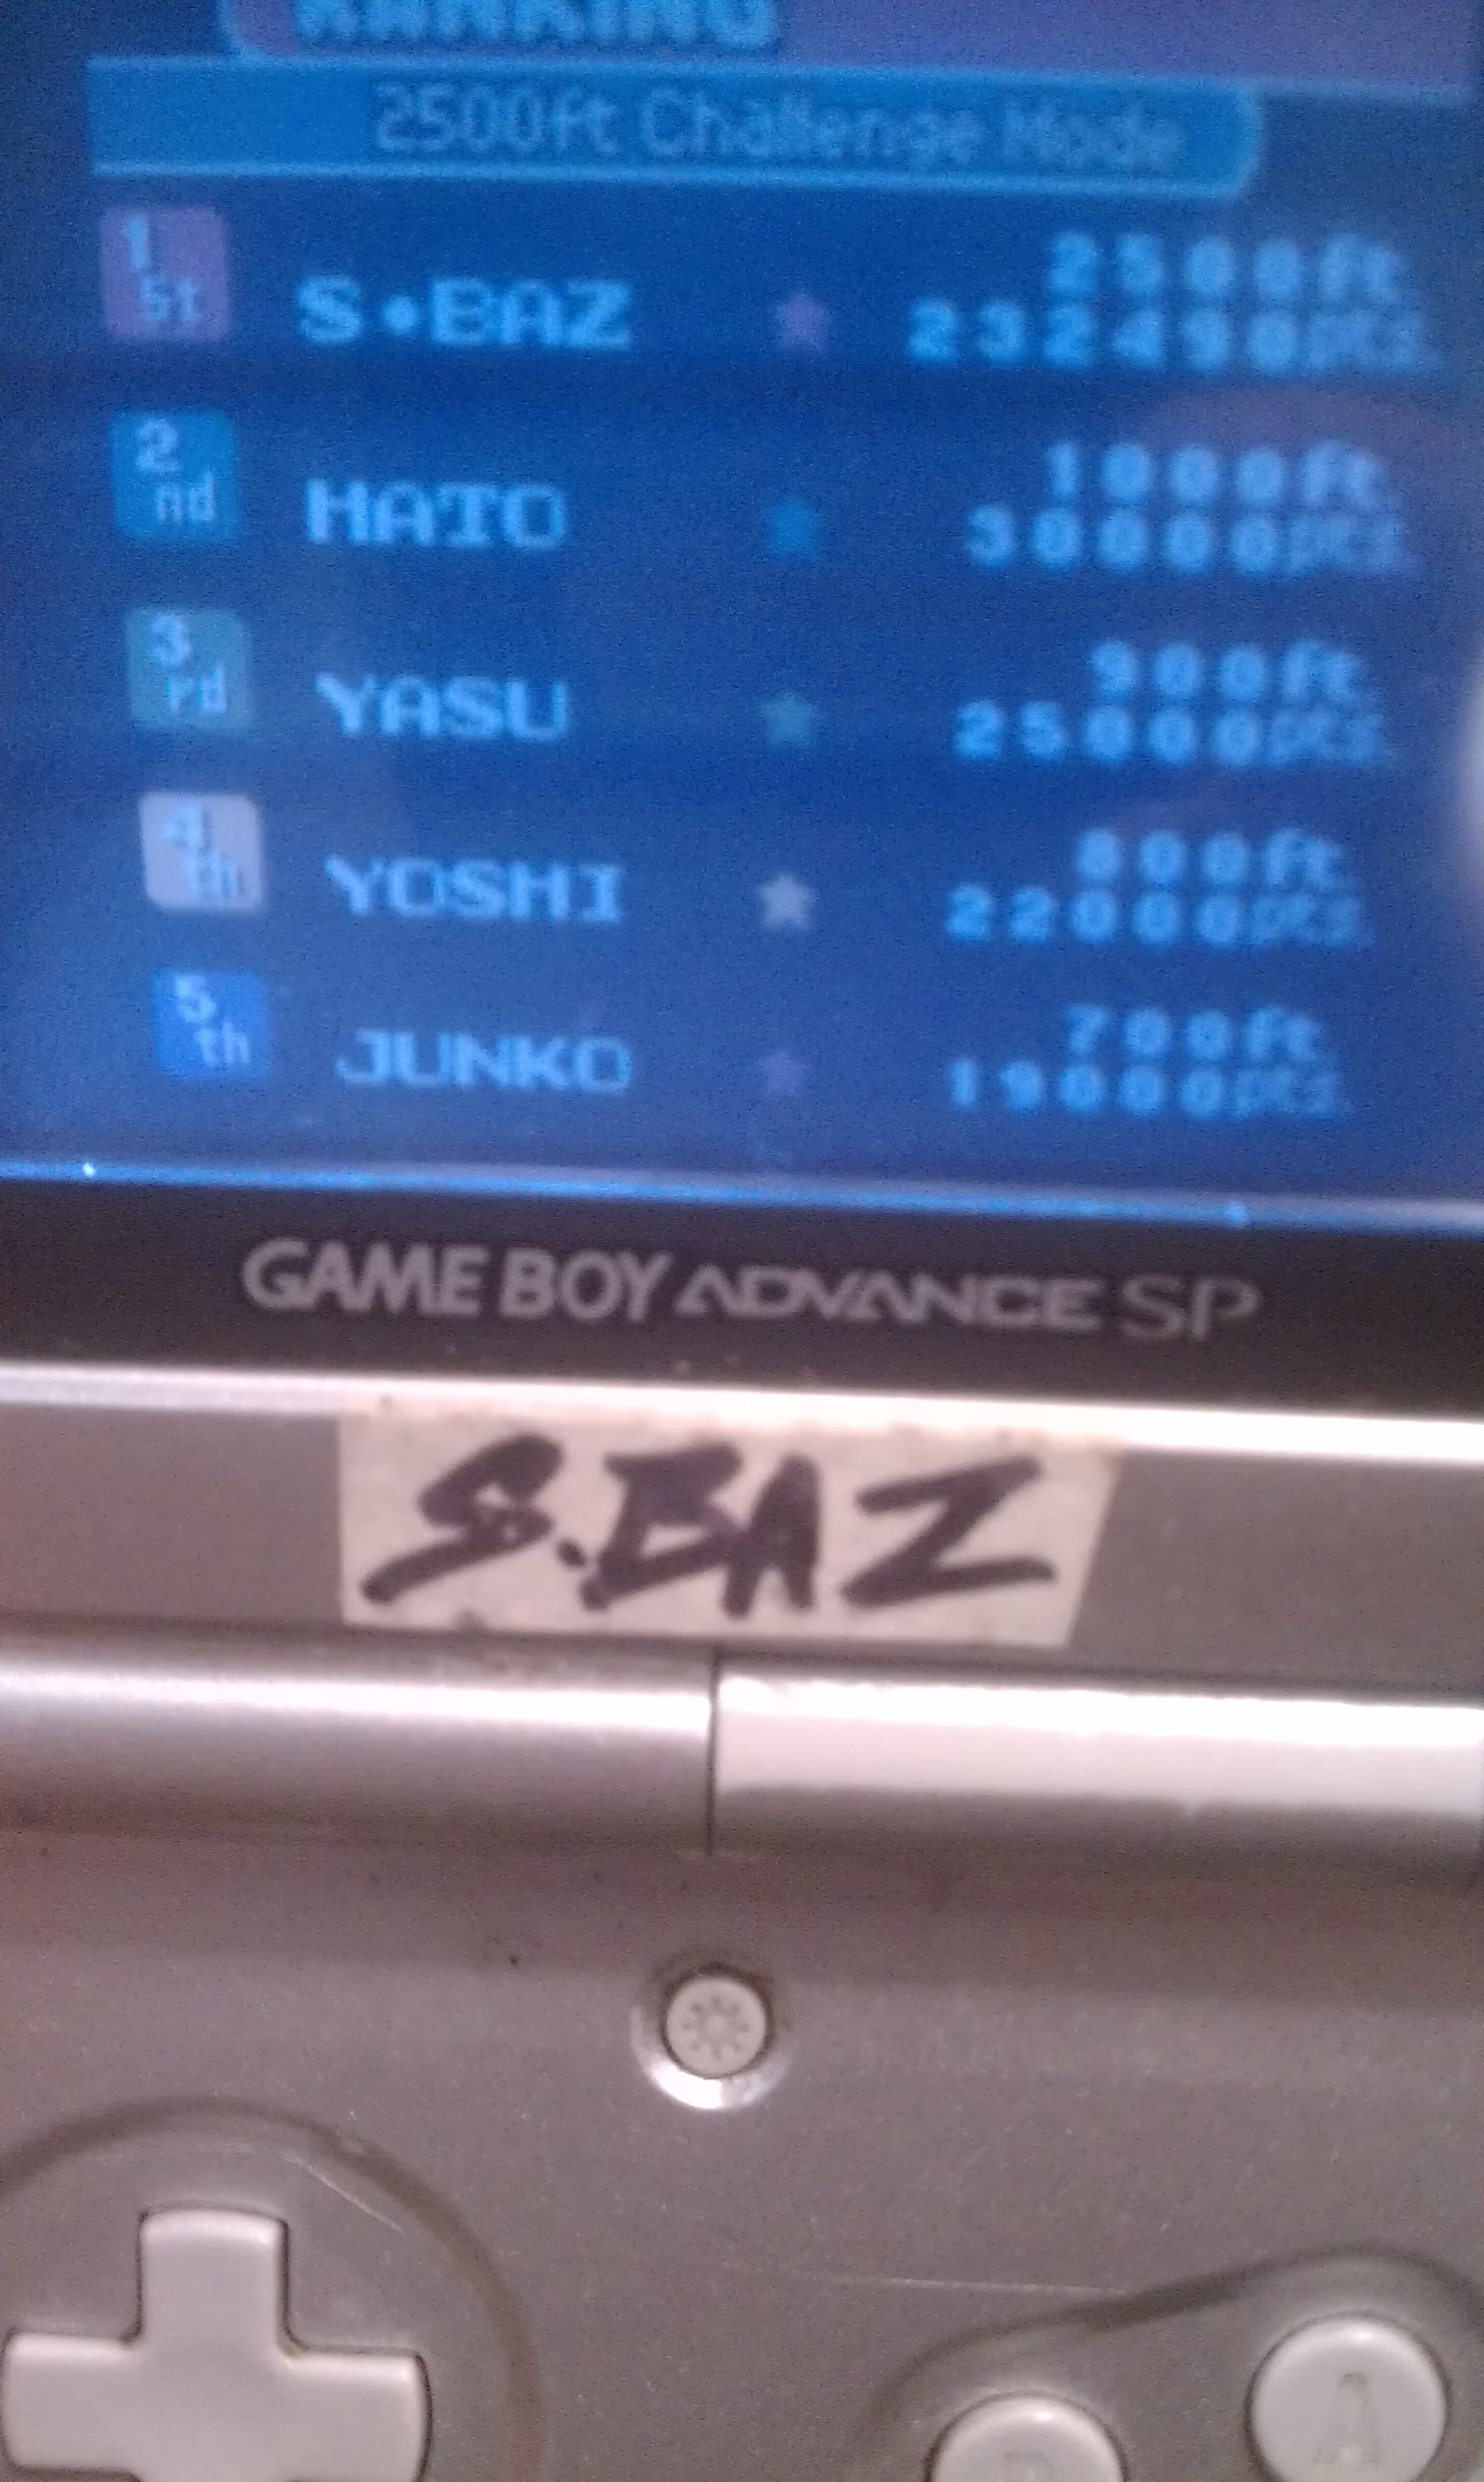 RANKING
2500ft Challenge Mode
1st S•BAZ ★ 2500ft. 232490pts.
2nd HATO ★ 1000ft. 30000pts.
3rd YASU ★ 900ft. 25000pts.
4th YOSHI ★ 800ft. 22000pts.
5th JUNKO ★ 700ft. 19000pts.
GAME BOY ADVANCE SP
S.BAZ
A